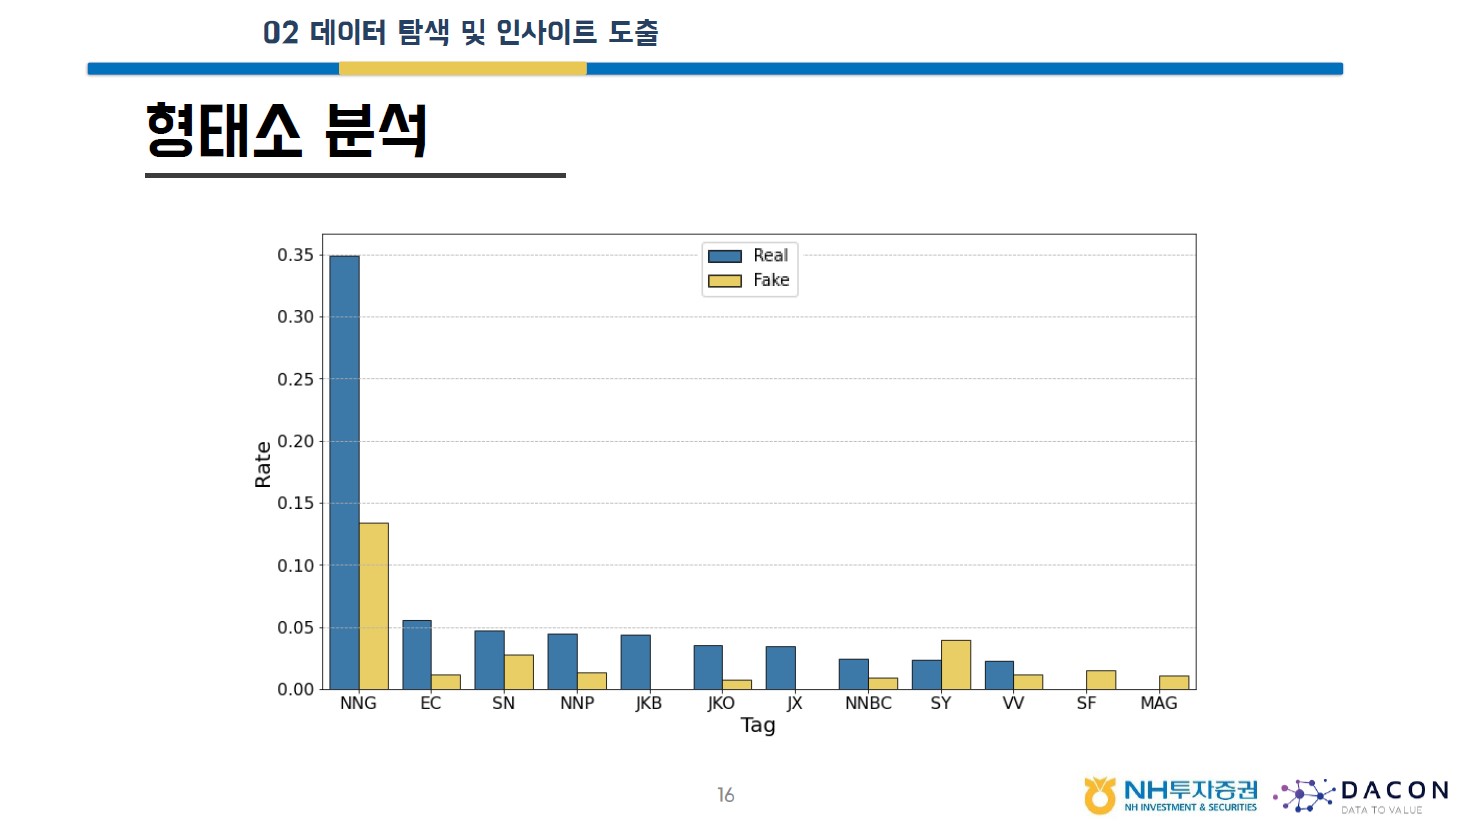 02 데이터 탐색 및 인사이트 도출
형태소 분석
Real
Fake
0.35
0.30
0.25
0.20
0.15
0.10
0.05
0.00
Rate
NNG EC SN NNP JKB JKO JX NNBC SY VV SF MAG
Tag
16
NH투자증권
NH INVESTMENT & SECURITIES
DACON
DATA TO VALUE